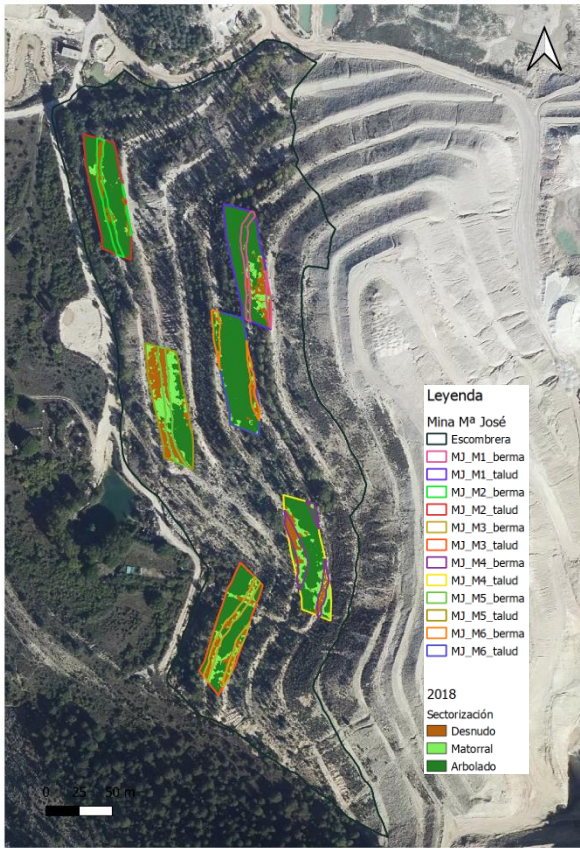 Leyenda
Mina Mª José
Escombrera
MJ_M1_berma
MJ_M1_talud
MJ_M2_berma
MJ_M2_talud
MJ_M3_berma
MJ_M3_talud
MJ_M4_berma
MJ_M4_talud
MJ_M5_berma
MJ_M5_talud
MJ_M6_berma
MJ_M6_talud
2018
Sectorización
Desnudo
Matorral
Arbolado
0 25 50 m